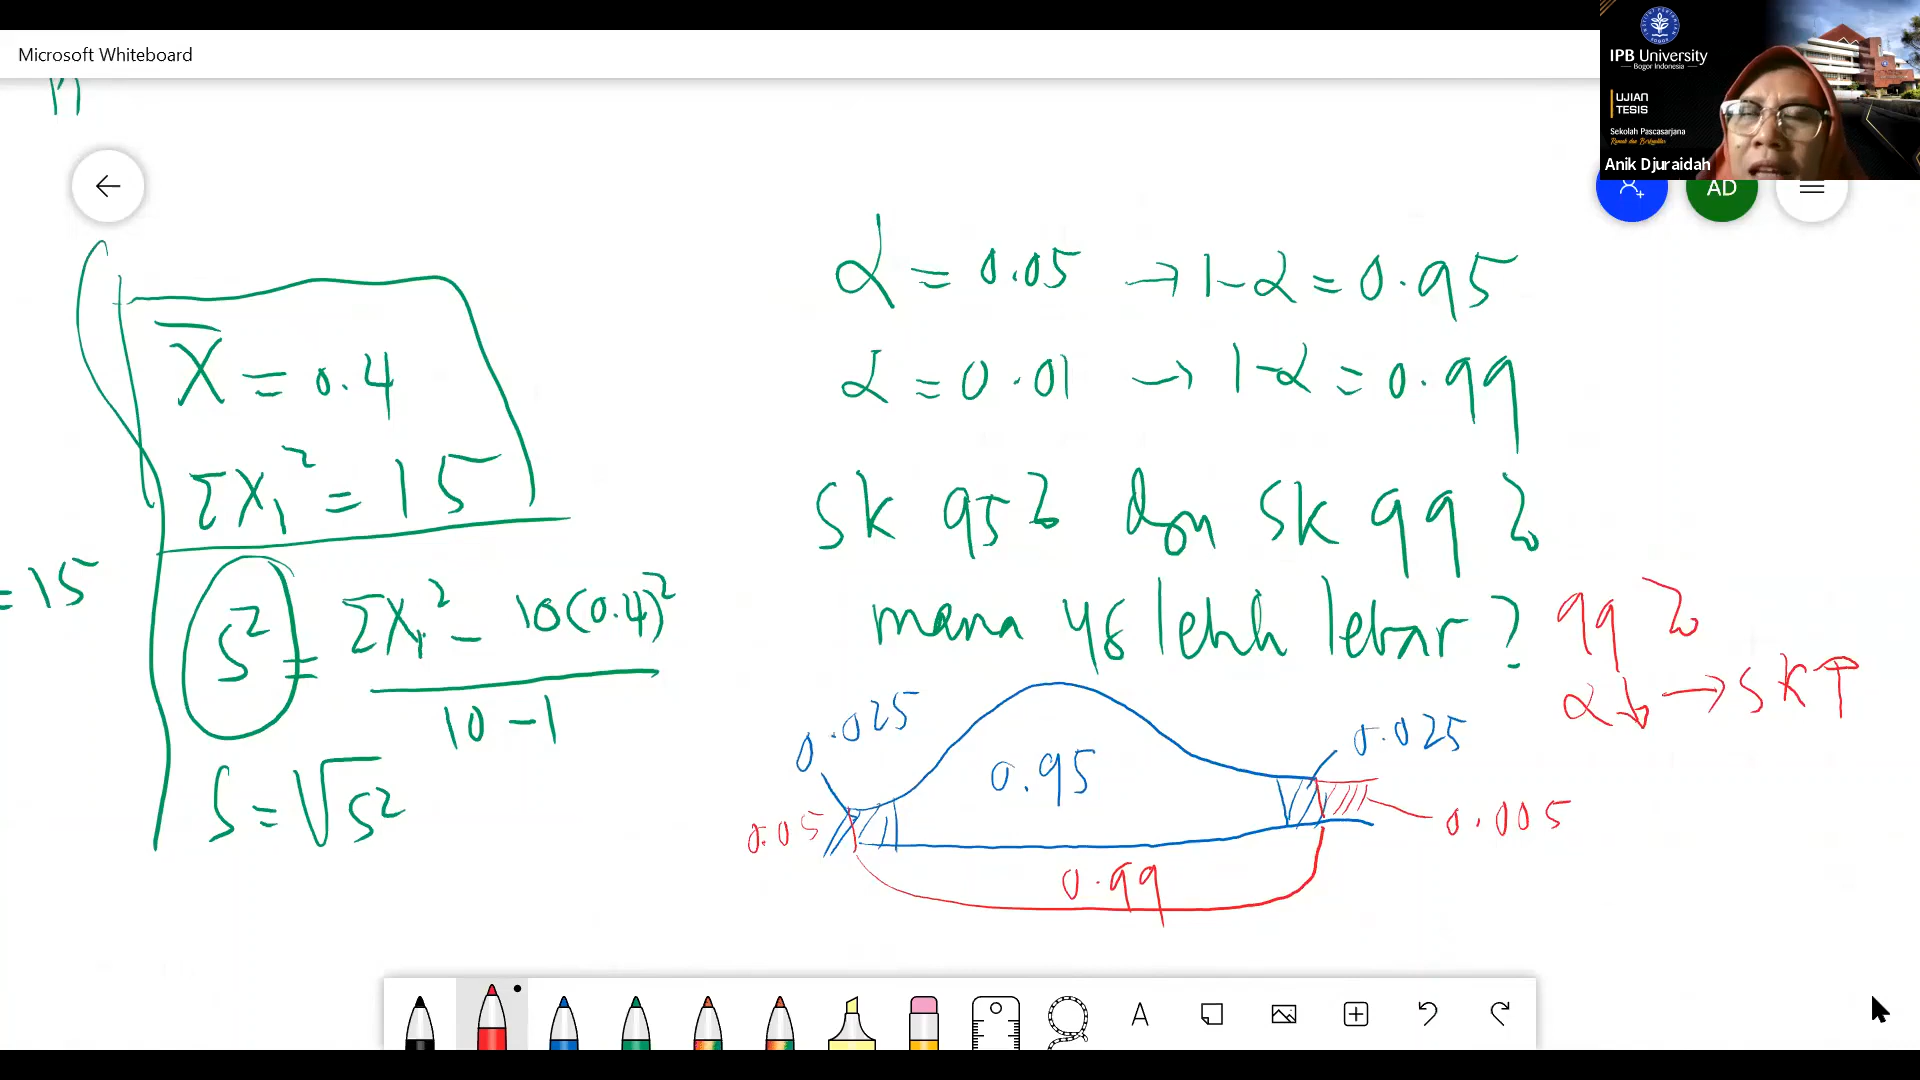 Microsoft Whiteboard
IPB University
Bogor Indonesia
UJIAN
TESIS
Sekolah Pascasarjana
Anik Djuraidah
AD
n
X̄ = 0.4
ΣX₁² = 15
= 15
S² = (ΣX₁² - 10(0.4)²) / (10 - 1)
S = √S²
α = 0.05 → 1-α = 0.95
α = 0.01 → 1-α = 0.99
SK 95% dan SK 99%
mana yg lebih lebar? 99%
α↓ → SK↑
0.025
0.95
0.025
0.05
0.005
0.99
A